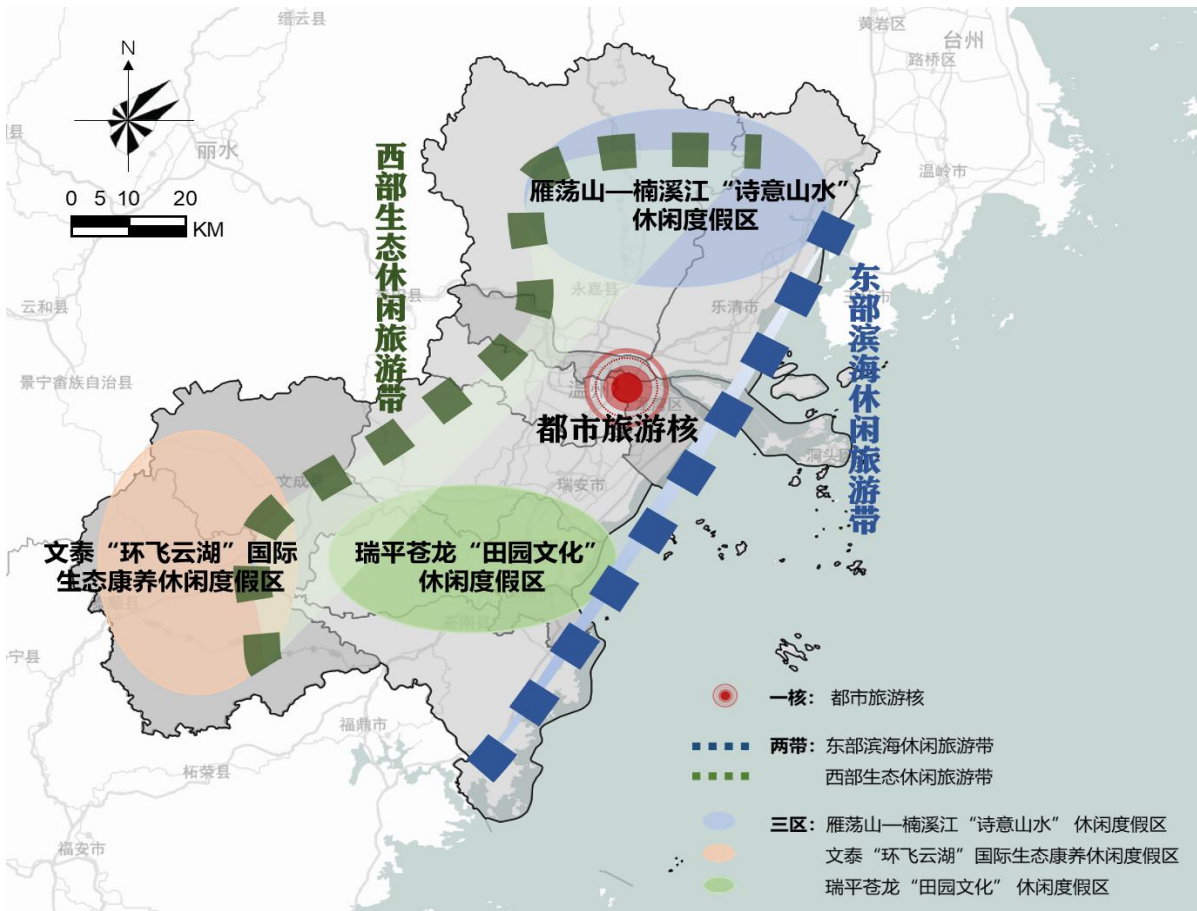 缙云县
黄岩区
台州
路桥区
N
丽水
温岭市
0 5 10 20
KM
西部生态休闲旅游带
雁荡山—楠溪江“诗意山水”
休闲度假区
云和县
永嘉县
乐清市
东部滨海休闲旅游带
景宁畲族自治县
都市旅游核
瑞安市
文成县
文泰“环飞云湖”国际
生态康养休闲度假区
瑞平苍龙“田园文化”
休闲度假区
苍南县
福鼎市
柘荣县
福安市
一核： 都市旅游核
两带：东部滨海休闲旅游带
西部生态休闲旅游带
三区：雁荡山—楠溪江“诗意山水” 休闲度假区
文泰“环飞云湖”国际生态康养休闲度假区
瑞平苍龙“田园文化” 休闲度假区